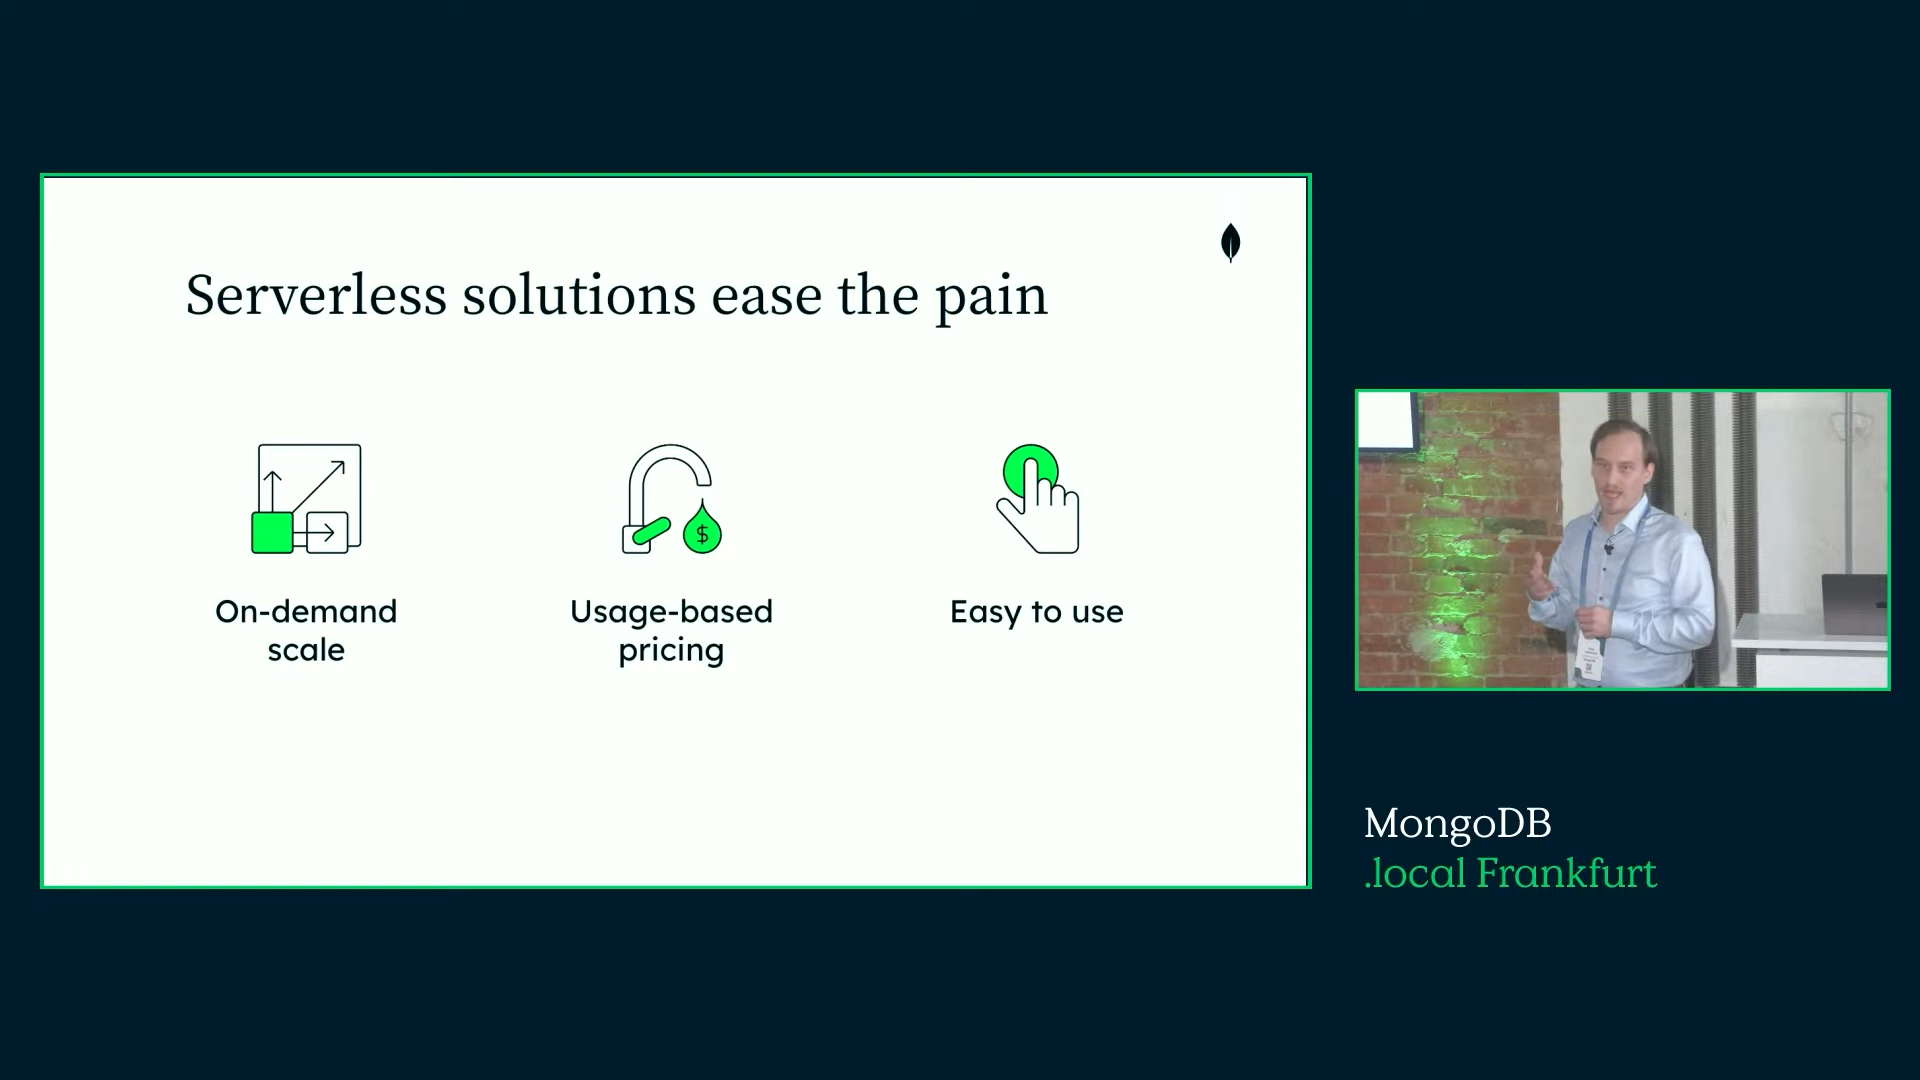 Serverless solutions ease the pain
$
On-demand
scale
Usage-based
pricing
Easy to use
MongoDB
.local Frankfurt